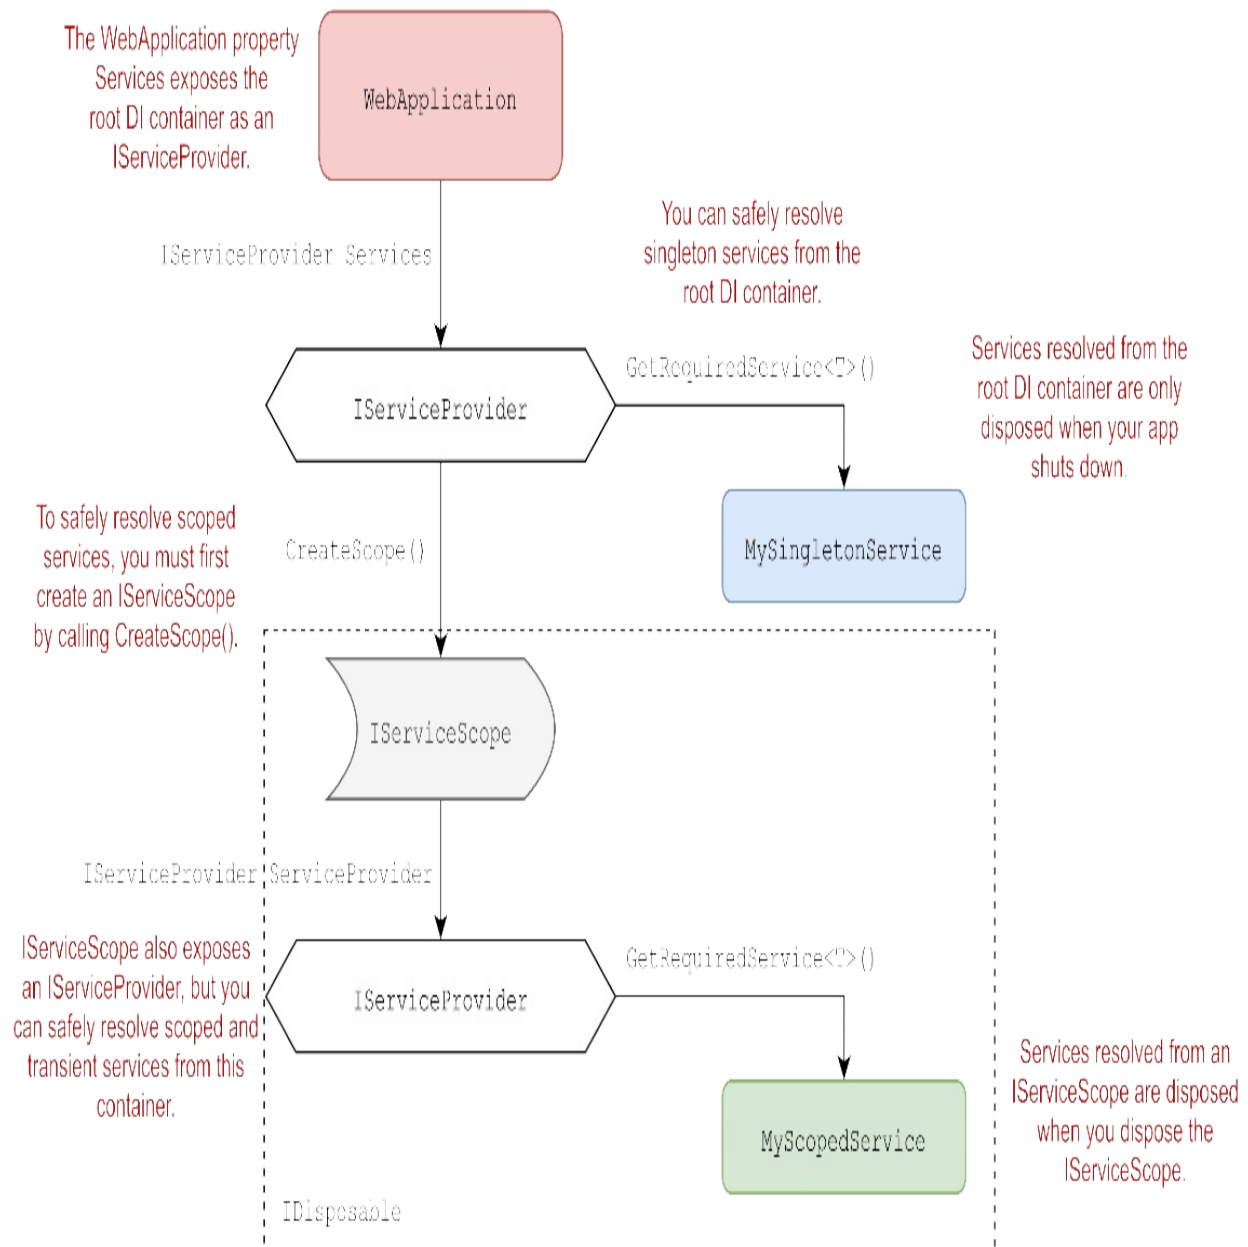 The WebApplication property
Services exposes the
root DI container as an
IServiceProvider.
WebApplication
IServiceProvider Services
You can safely resolve
singleton services from the
root DI container.
GetRequiredService<T>()
IServiceProvider
Services resolved from the
root DI container are only
disposed when your app
shuts down.
MySingletonService
To safely resolve scoped
services, you must first
create an IServiceScope
by calling CreateScope().
CreateScope()
IServiceScope
IServiceProvider ServiceProvider
IServiceScope also exposes
an IServiceProvider, but you
can safely resolve scoped and
transient services from this
container.
GetRequiredService<T>()
IServiceProvider
MyScopedService
Services resolved from an
IServiceScope are disposed
when you dispose the
IServiceScope.
IDisposable